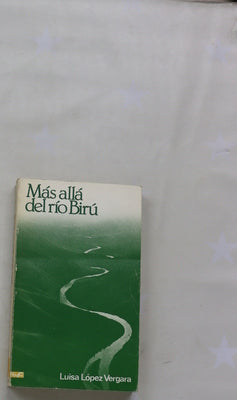 Más allá
del río Birú
Luisa López Vergara